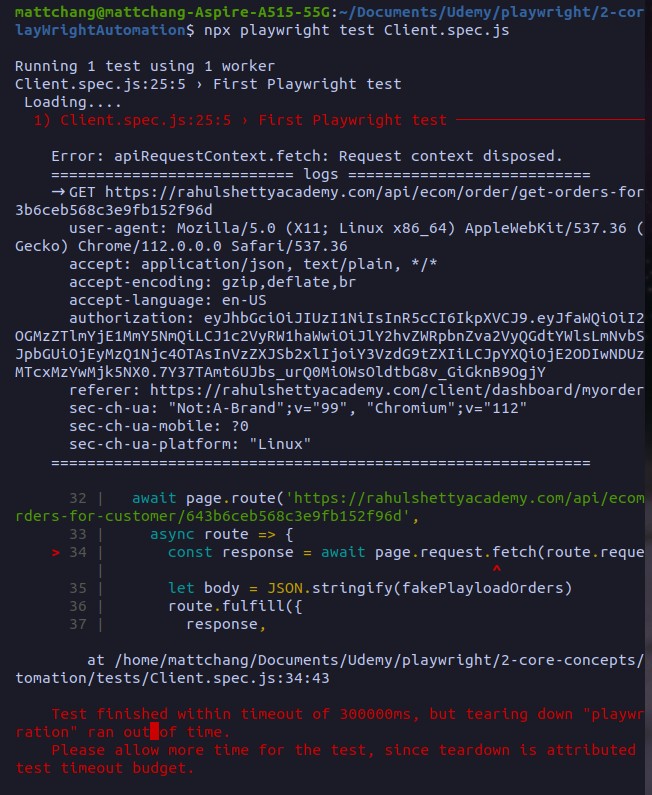 mattchang@mattchang-Aspire-A515-55G:~/Documents/Udemy/playwright/2-cor
layWrightAutomation$ npx playwright test Client.spec.js
Running 1 test using 1 worker
Client.spec.js:25:5 › First Playwright test
Loading....
1) Client.spec.js:25:5 › First Playwright test
Error: apiRequestContext.fetch: Request context disposed.
=========================== logs ===========================
→GET https://rahulshettyacademy.com/api/ecom/order/get-orders-for
3b6ceb568c3e9fb152f96d
user-agent: Mozilla/5.0 (X11; Linux x86_64) AppleWebKit/537.36 (
Gecko) Chrome/112.0.0.0 Safari/537.36
accept: application/json, text/plain, */*
accept-encoding: gzip,deflate,br
accept-language: en-US
authorization: eyJhbGciOiJIUzI1NiIsInR5cCI6IkpXVCJ9.eyJfaWQiOiI2
OGMzZTlmYjE1MmY5NmQiLCJ1c2VyRW1haWwiOiJlY2hvZWRpbnZva2VyQGdtYWlsLmNvbS
JpbGUiOjEyMzQ1Njc4OTAsInVzZXJSb2xlIjoiY3VzdG9tZXIiLCJpYXQiOjE2ODIwNDUz
MTcxMzYwMjk5NX0.7Y37TAmt6UJbs_urQ0MiOWsOldtbG8v_GiGknB9OgjY
referer: https://rahulshettyacademy.com/client/dashboard/myorder
sec-ch-ua: "Not:A-Brand";v="99", "Chromium";v="112"
sec-ch-ua-mobile: ?0
sec-ch-ua-platform: "Linux"
============================================================
32 | await page.route('https://rahulshettyacademy.com/api/ecom
rders-for-customer/643b6ceb568c3e9fb152f96d',
33 | async route => {
> 34 | const response = await page.request.fetch(route.reque
| ^
35 | let body = JSON.stringify(fakePlayloadOrders)
36 | route.fulfill({
37 | response,
at /home/mattchang/Documents/Udemy/playwright/2-core-concepts/
tomation/tests/Client.spec.js:34:43
Test finished within timeout of 300000ms, but tearing down "playwr
ration" ran out of time.
Please allow more time for the test, since teardown is attributed
test timeout budget.